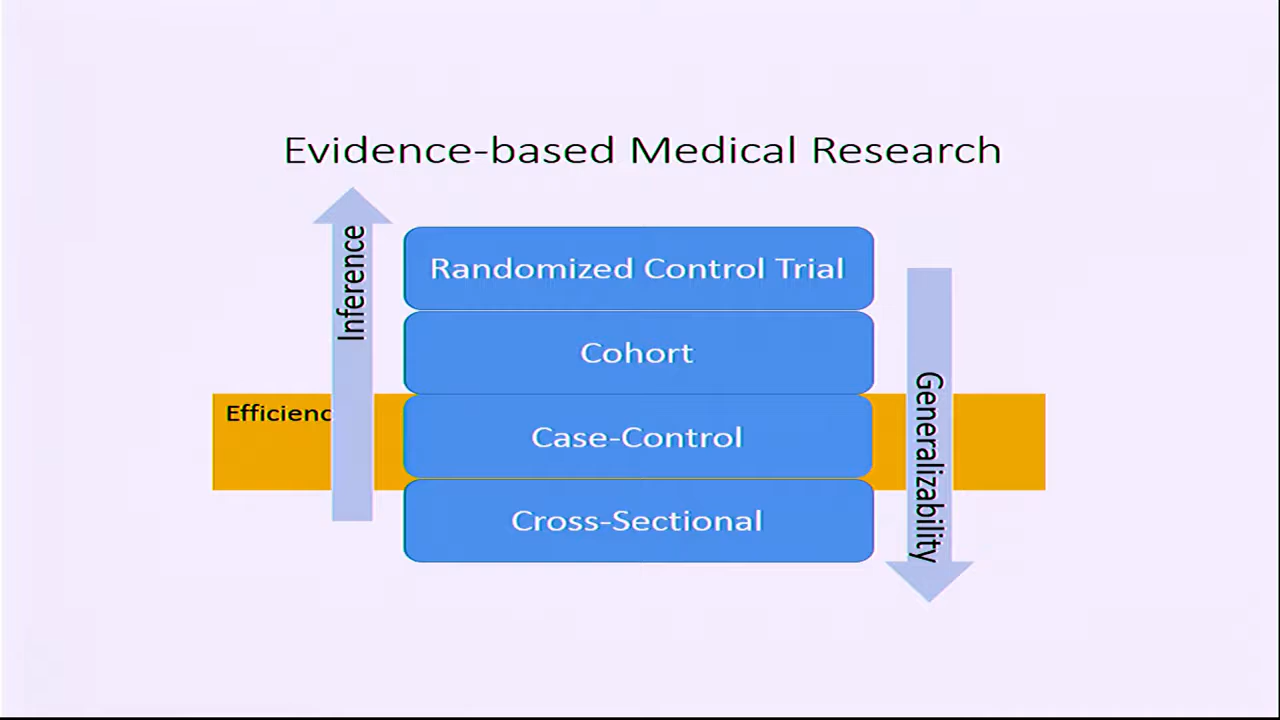 Evidence-based Medical Research
Inference
Randomized Control Trial
Cohort
Efficienc
Case-Control
Generalizability
Cross-Sectional